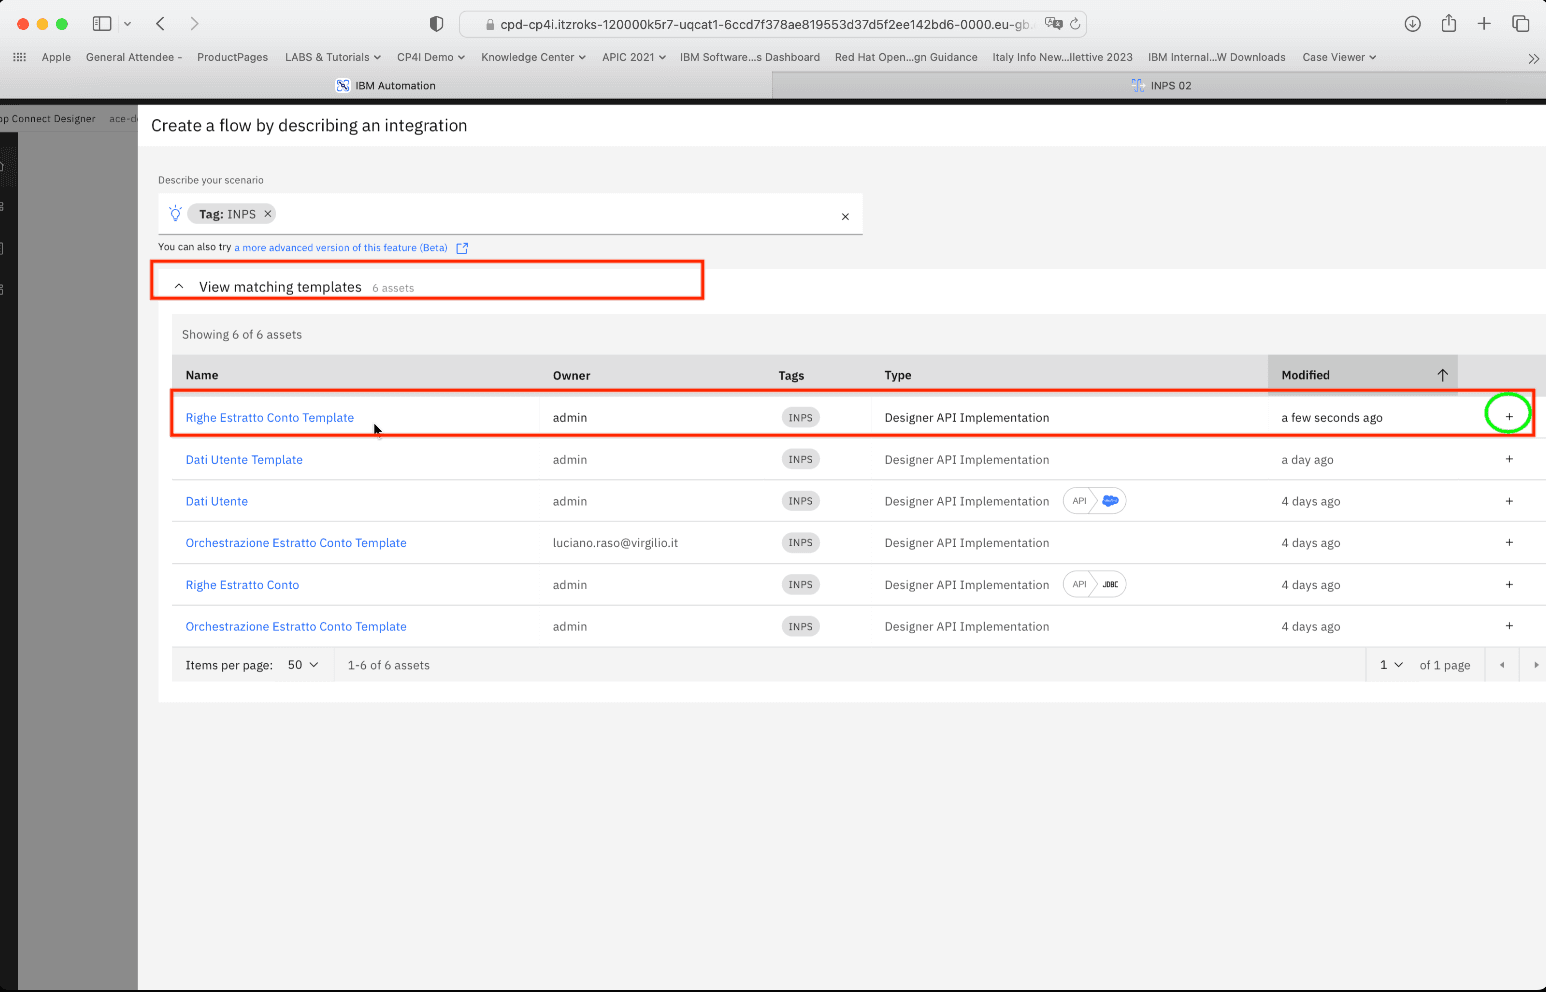 cpd-cp4i.itzroks-120000k5r7-uqcat1-6ccd7f378ae819553d37d5f2ee142bd6-0000.eu-gb.
Apple General Attendee - ProductPages LABS & Tutorials CP4I Demo Knowledge Center APIC 2021 IBM Software...s Dashboard Red Hat Open...gn Guidance Italy Info New...llettive 2023 IBM Internal...W Downloads Case Viewer
IBM Automation INPS 02
pp Connect Designer ace-de
Create a flow by describing an integration
Describe your scenario
Tag: INPS ×
You can also try a more advanced version of this feature (Beta)
View matching templates 6 assets
Showing 6 of 6 assets
Name Owner Tags Type Modified
Righe Estratto Conto Template admin INPS Designer API Implementation a few seconds ago +
Dati Utente Template admin INPS Designer API Implementation a day ago +
Dati Utente admin INPS Designer API Implementation API 4 days ago +
Orchestrazione Estratto Conto Template luciano.raso@virgilio.it INPS Designer API Implementation 4 days ago +
Righe Estratto Conto admin INPS Designer API Implementation API JDBC 4 days ago +
Orchestrazione Estratto Conto Template admin INPS Designer API Implementation 4 days ago +
Items per page: 50 1-6 of 6 assets 1 of 1 page